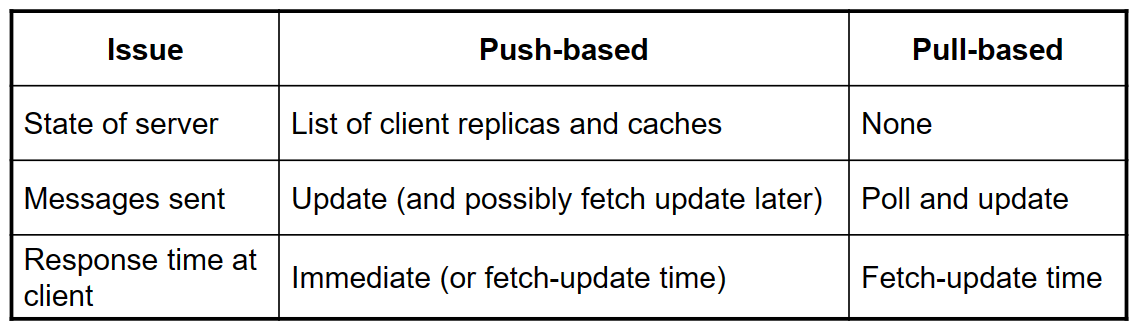 Issue
Push-based
Pull-based
State of server
List of client replicas and caches
None
Messages sent
Update (and possibly fetch update later)
Poll and update
Response time at
client
Immediate (or fetch-update time)
Fetch-update time